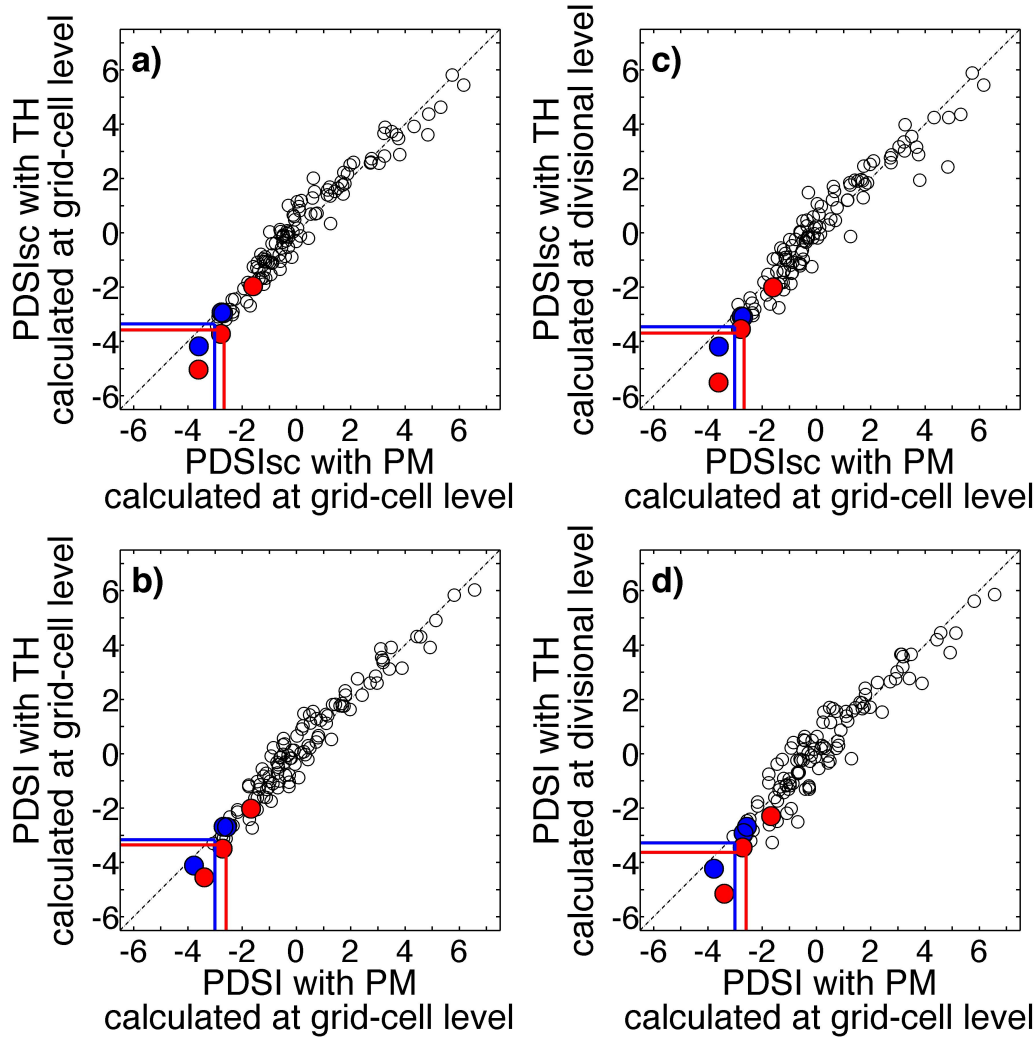 a)
PDSIsc with TH
calculated at grid-cell level
6
4
2
0
-2
-4
-6
-6 -4 -2 0 2 4 6
PDSIsc with PM
calculated at grid-cell level
c)
PDSIsc with TH
calculated at divisional level
6
4
2
0
-2
-4
-6
-6 -4 -2 0 2 4 6
PDSIsc with PM
calculated at grid-cell level
b)
PDSI with TH
calculated at grid-cell level
6
4
2
0
-2
-4
-6
-6 -4 -2 0 2 4 6
PDSI with PM
calculated at grid-cell level
d)
PDSI with TH
calculated at divisional level
6
4
2
0
-2
-4
-6
-6 -4 -2 0 2 4 6
PDSI with PM
calculated at grid-cell level